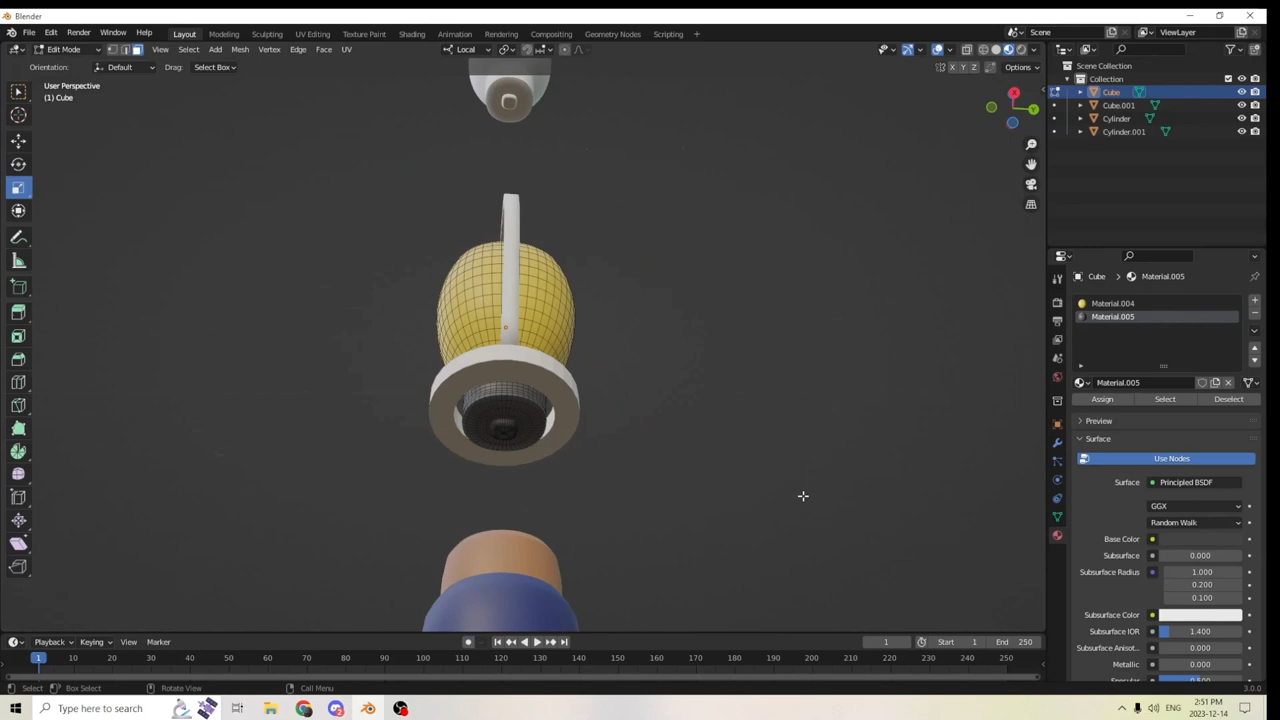 Blender
File Edit Render Window Help Layout Modeling Sculpting UV Editing Texture Paint Shading Animation Rendering Compositing Geometry Nodes Scripting + Scene ViewLayer
Edit Mode View Select Add Mesh Vertex Edge Face UV Local
Orientation: Default Drag: Select Box X Y Z Options
User Perspective
(1) Cube
X
Y
Scene Collection
Collection
Cube
Cube.001
Cylinder
Cylinder.001
Cube > Material.005
Material.004
Material.005
Material.005
Assign Select Deselect
Preview
Surface
Use Nodes
Surface Principled BSDF
GGX
Random Walk
Base Color
Subsurface 0.000
Subsurface Radius 1.000
0.200
0.100
Subsurface Color
Subsurface IOR 1.400
Subsurface Anisot... 0.000
Metallic 0.000
Playback Keying View Marker 1 Start 1 End 250
1 10 20 30 40 50 60 70 80 90 100 110 120 130 140 150 160 170 180 190 200 210 220 230 240 250
Select Box Select Rotate View Call Menu 3.0.0
Type here to search ENG 2:51 PM
2023-12-14